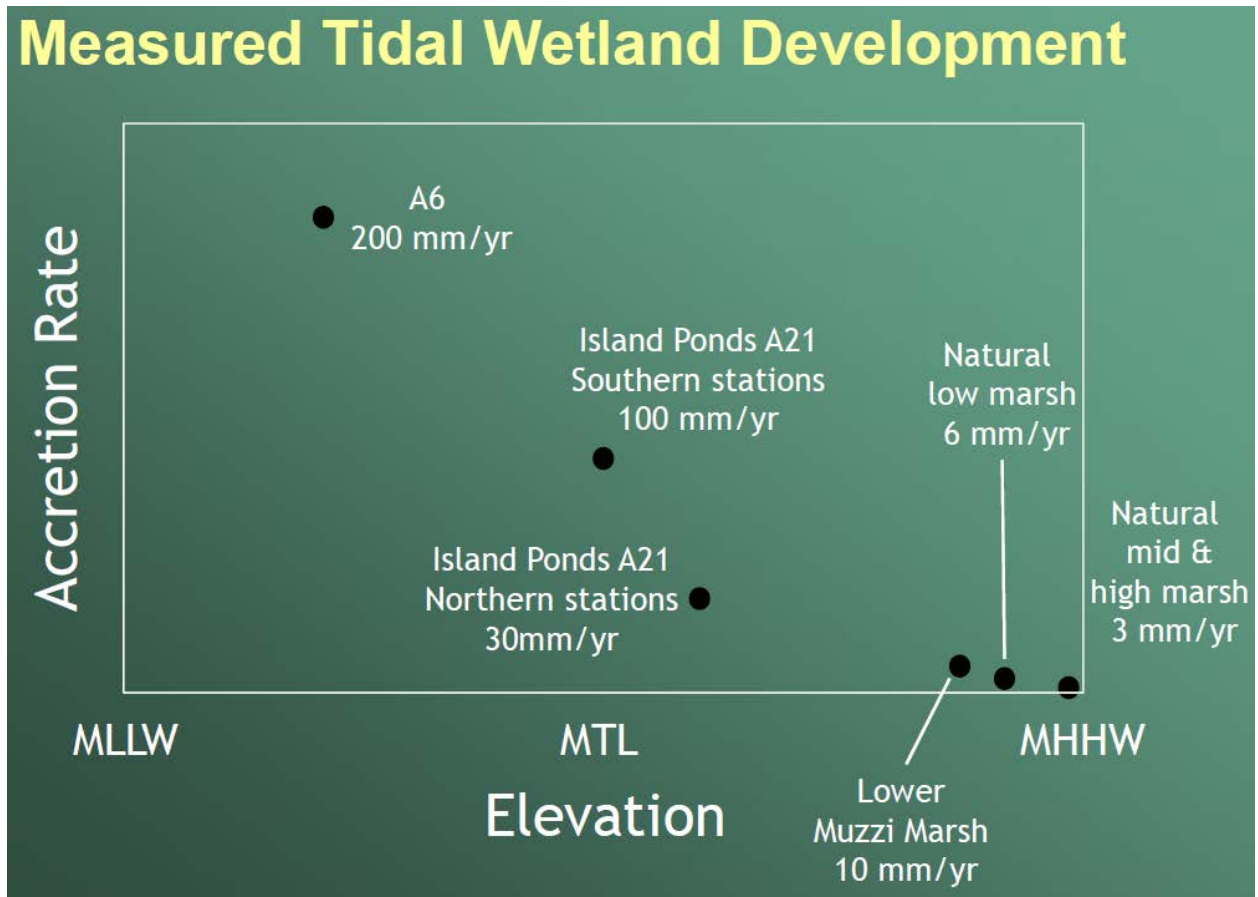 Measured Tidal Wetland Development
Accretion Rate
A6
200 mm/yr
Island Ponds A21
Southern stations
100 mm/yr
Island Ponds A21
Northern stations
30mm/yr
Natural
low marsh
6 mm/yr
Natural
mid &
high marsh
3 mm/yr
MLLW
MTL
MHHW
Elevation
Lower
Muzzi Marsh
10 mm/yr